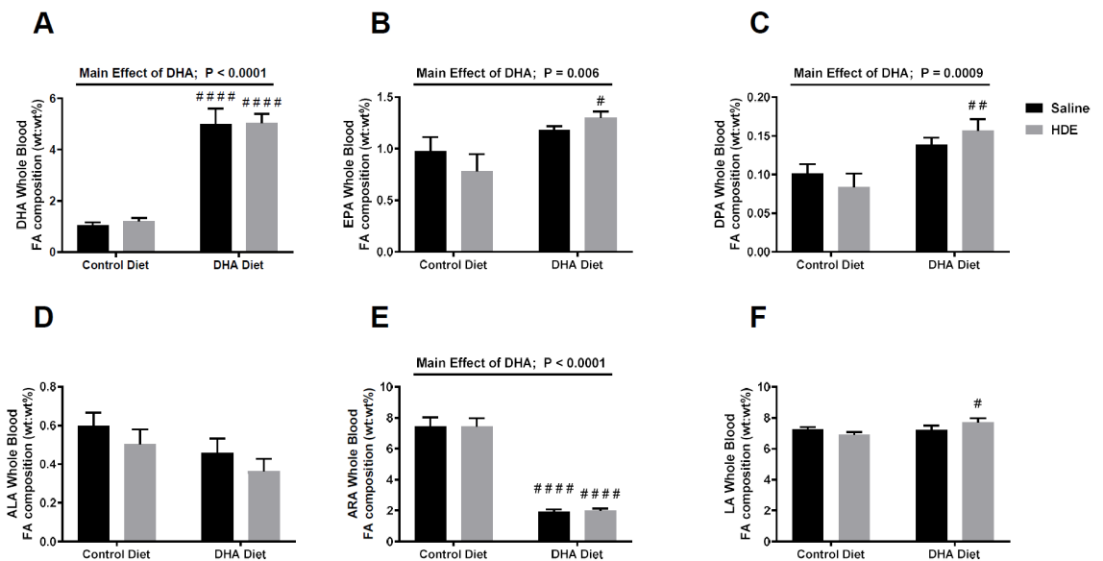 A
Main Effect of DHA; P < 0.0001
####
####
DHA Whole Blood
FA composition (wt:wt%)
6
4
2
0
Control Diet
DHA Diet
B
Main Effect of DHA; P = 0.006
#
EPA Whole Blood
FA composition (wt:wt%)
1.5
1.0
0.5
0.0
Control Diet
DHA Diet
C
Main Effect of DHA; P = 0.0009
##
DPA Whole Blood
FA composition (wt:wt%)
0.20
0.15
0.10
0.05
0.00
Control Diet
DHA Diet
Saline
HDE
D
ALA Whole Blood
FA composition (wt:wt%)
0.8
0.6
0.4
0.2
0.0
Control Diet
DHA Diet
E
Main Effect of DHA; P < 0.0001
####
####
ARA Whole Blood
FA composition (wt:wt%)
10
8
6
4
2
0
Control Diet
DHA Diet
F
#
LA Whole Blood
FA composition (wt:wt%)
10
8
6
4
2
0
Control Diet
DHA Diet